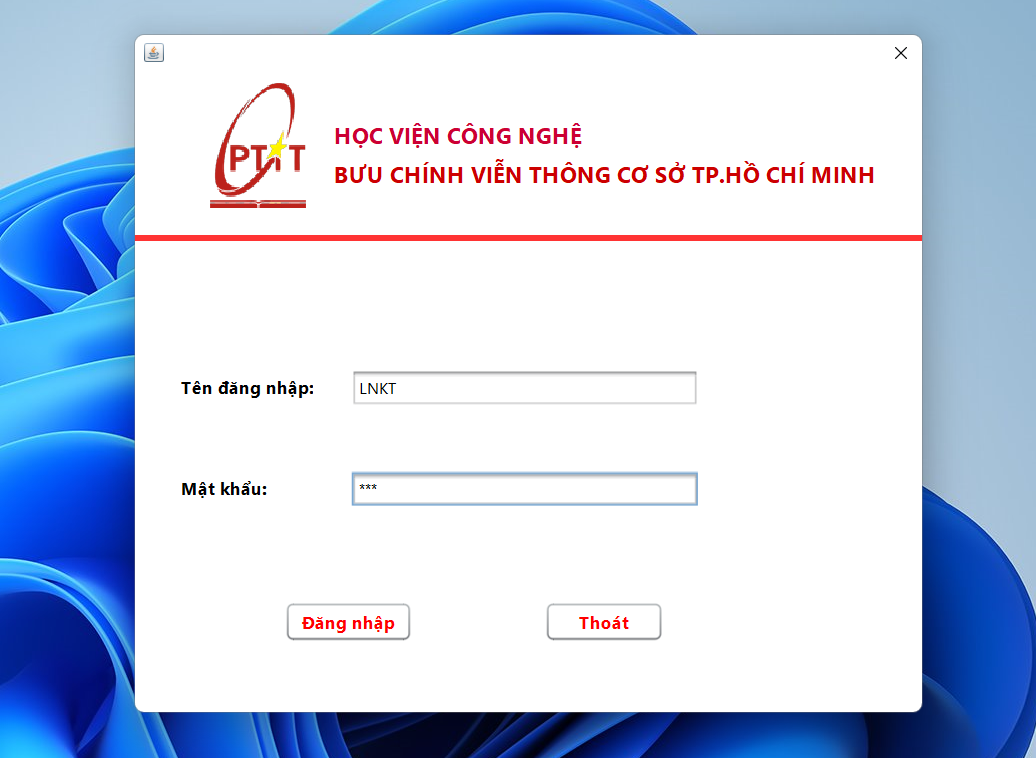 HỌC VIỆN CÔNG NGHỆ
PTIT
BƯU CHÍNH VIỄN THÔNG CƠ SỞ TP.HỒ CHÍ MINH
Tên đăng nhập:
LNKT
Mật khẩu:
***
Đăng nhập
Thoát